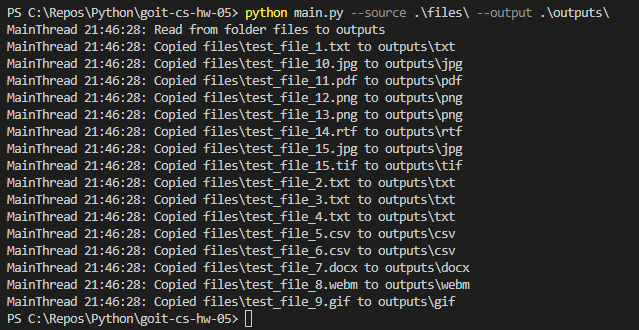 PS C:\Repos\Python\goit-cs-hw-05> python main.py --source .\files\ --output .\outputs\
MainThread 21:46:28: Read from folder files to outputs
MainThread 21:46:28: Copied files\test_file_1.txt to outputs\txt
MainThread 21:46:28: Copied files\test_file_10.jpg to outputs\jpg
MainThread 21:46:28: Copied files\test_file_11.pdf to outputs\pdf
MainThread 21:46:28: Copied files\test_file_12.png to outputs\png
MainThread 21:46:28: Copied files\test_file_13.png to outputs\png
MainThread 21:46:28: Copied files\test_file_14.rtf to outputs\rtf
MainThread 21:46:28: Copied files\test_file_15.jpg to outputs\jpg
MainThread 21:46:28: Copied files\test_file_15.tif to outputs\tif
MainThread 21:46:28: Copied files\test_file_2.txt to outputs\txt
MainThread 21:46:28: Copied files\test_file_3.txt to outputs\txt
MainThread 21:46:28: Copied files\test_file_4.txt to outputs\txt
MainThread 21:46:28: Copied files\test_file_5.csv to outputs\csv
MainThread 21:46:28: Copied files\test_file_6.csv to outputs\csv
MainThread 21:46:28: Copied files\test_file_7.docx to outputs\docx
MainThread 21:46:28: Copied files\test_file_8.webm to outputs\webm
MainThread 21:46:28: Copied files\test_file_9.gif to outputs\gif
PS C:\Repos\Python\goit-cs-hw-05>